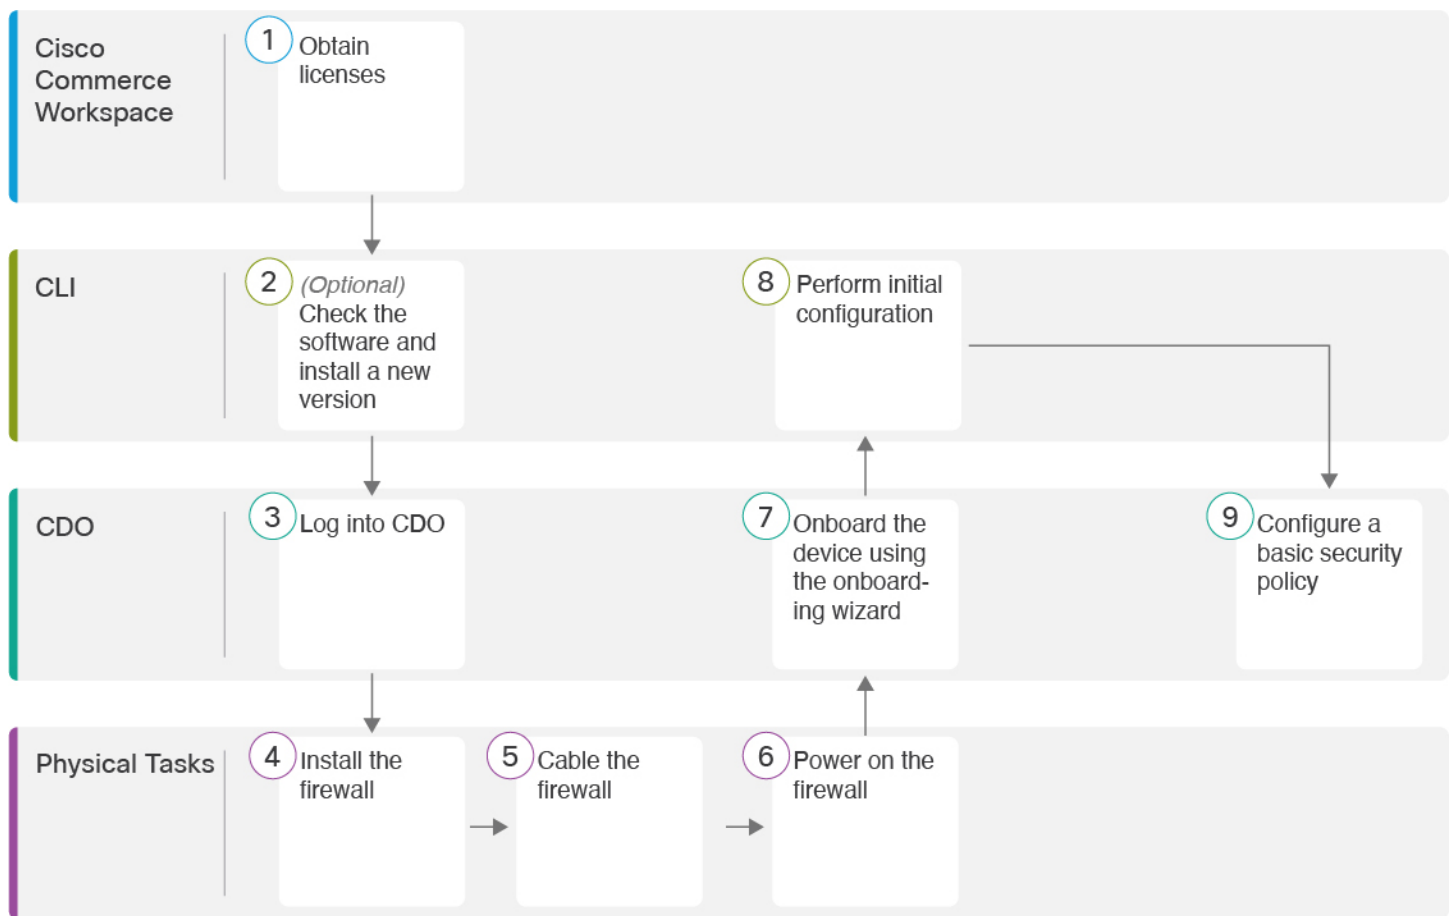 Cisco
Commerce
Workspace
1
Obtain
licenses
CLI
2
(Optional)
Check the
software and
install a new
version
8
Perform initial
configuration
CDO
3
Log into CDO
7
Onboard the
device using
the onboard-
ing wizard
9
Configure a
basic security
policy
Physical Tasks
4
Install the
firewall
5
Cable the
firewall
6
Power on the
firewall